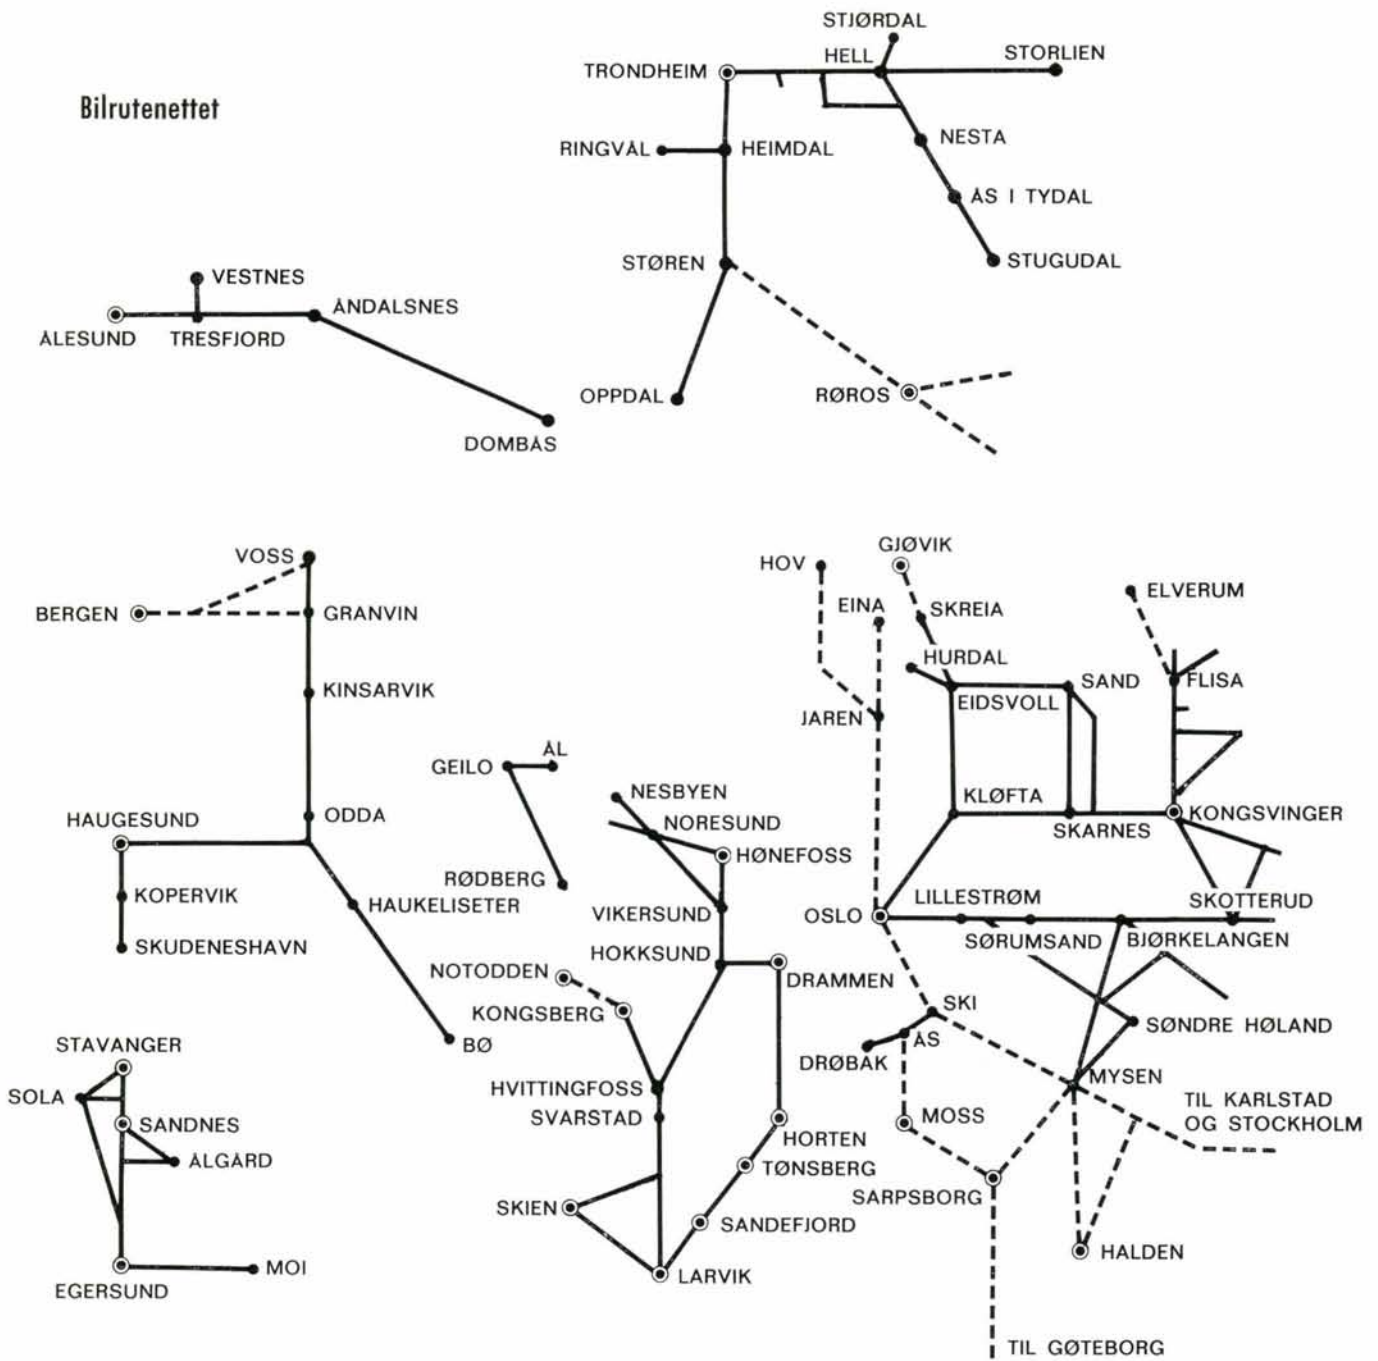 Bilrutenettet
STJØRDAL
HELL
STORLIEN
TRONDHEIM
NESTA
RINGVÅL
HEIMDAL
ÅS I TYDAL
STØREN
STUGUDAL
VESTNES
ÅNDALSNES
ÅLESUND
TRESFJORD
OPPDAL
RØROS
DOMBÅS
VOSS
BERGEN
GRANVIN
KINSARVIK
HAUGESUND
ODDA
KOPERVIK
HAUKELISETER
SKUDENESHAVN
BØ
STAVANGER
SOLA
SANDNES
ÅLGÅRD
MOI
EGERSUND
ÅL
GEILO
RØDBERG
NESBYEN
NORESUND
HØNEFOSS
VIKERSUND
HOKKSUND
NOTODDEN
DRAMMEN
KONGSBERG
HVITTINGFOSS
SVARSTAD
HORTEN
TØNSBERG
SKIEN
SANDEFJORD
LARVIK
GJØVIK
HOV
ELVERUM
EINA
SKREIA
HURDAL
SAND
FLISA
EIDSVOLL
JAREN
KLØFTA
KONGSVINGER
SKARNES
LILLESTRØM
SKOTTERUD
OSLO
SØRUMSAND
BJØRKELANGEN
SKI
SØNDRE HØLAND
ÅS
DRØBAK
MYSEN
TIL KARLSTAD
OG STOCKHOLM
MOSS
SARPSBORG
HALDEN
TIL GØTEBORG